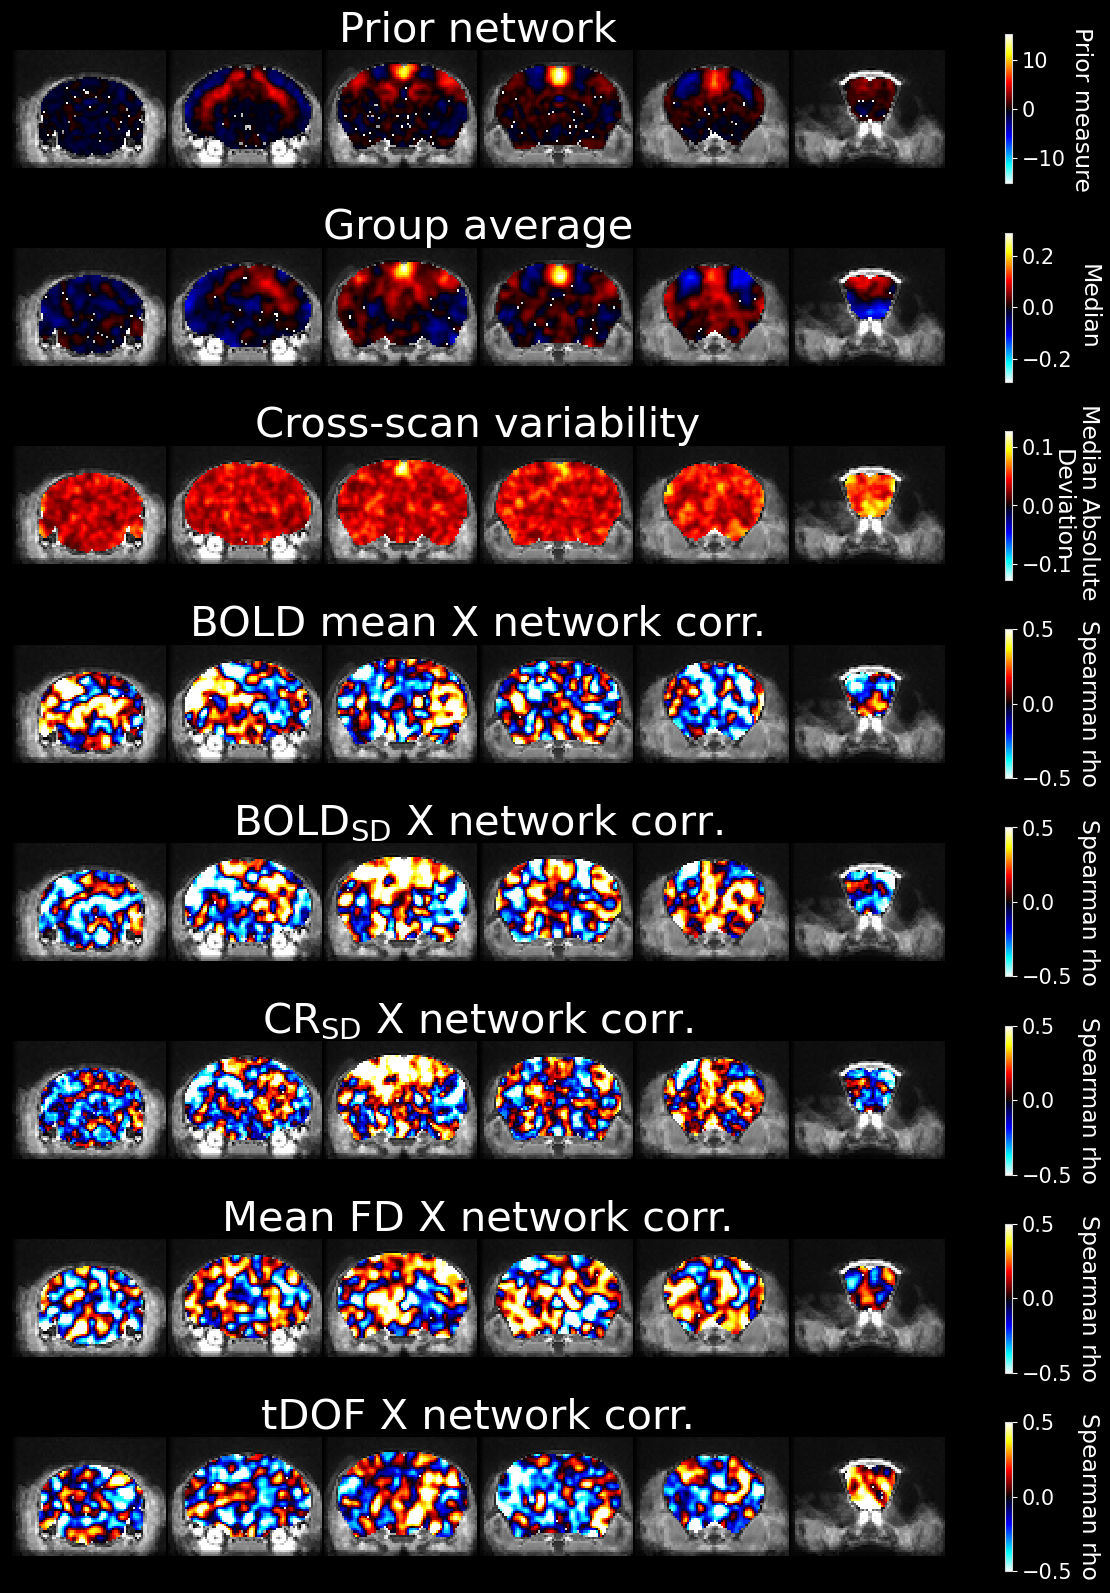 Prior network
10
0
−10
Prior measure
Group average
0.2
0.0
−0.2
Median
Cross-scan variability
0.1
0.0
−0.1
Median Absolute
Deviation
BOLD mean X network corr.
0.5
0.0
−0.5
Spearman rho
BOLDSD X network corr.
0.5
0.0
−0.5
Spearman rho
CRSD X network corr.
0.5
0.0
−0.5
Spearman rho
Mean FD X network corr.
0.5
0.0
−0.5
Spearman rho
tDOF X network corr.
0.5
0.0
−0.5
Spearman rho